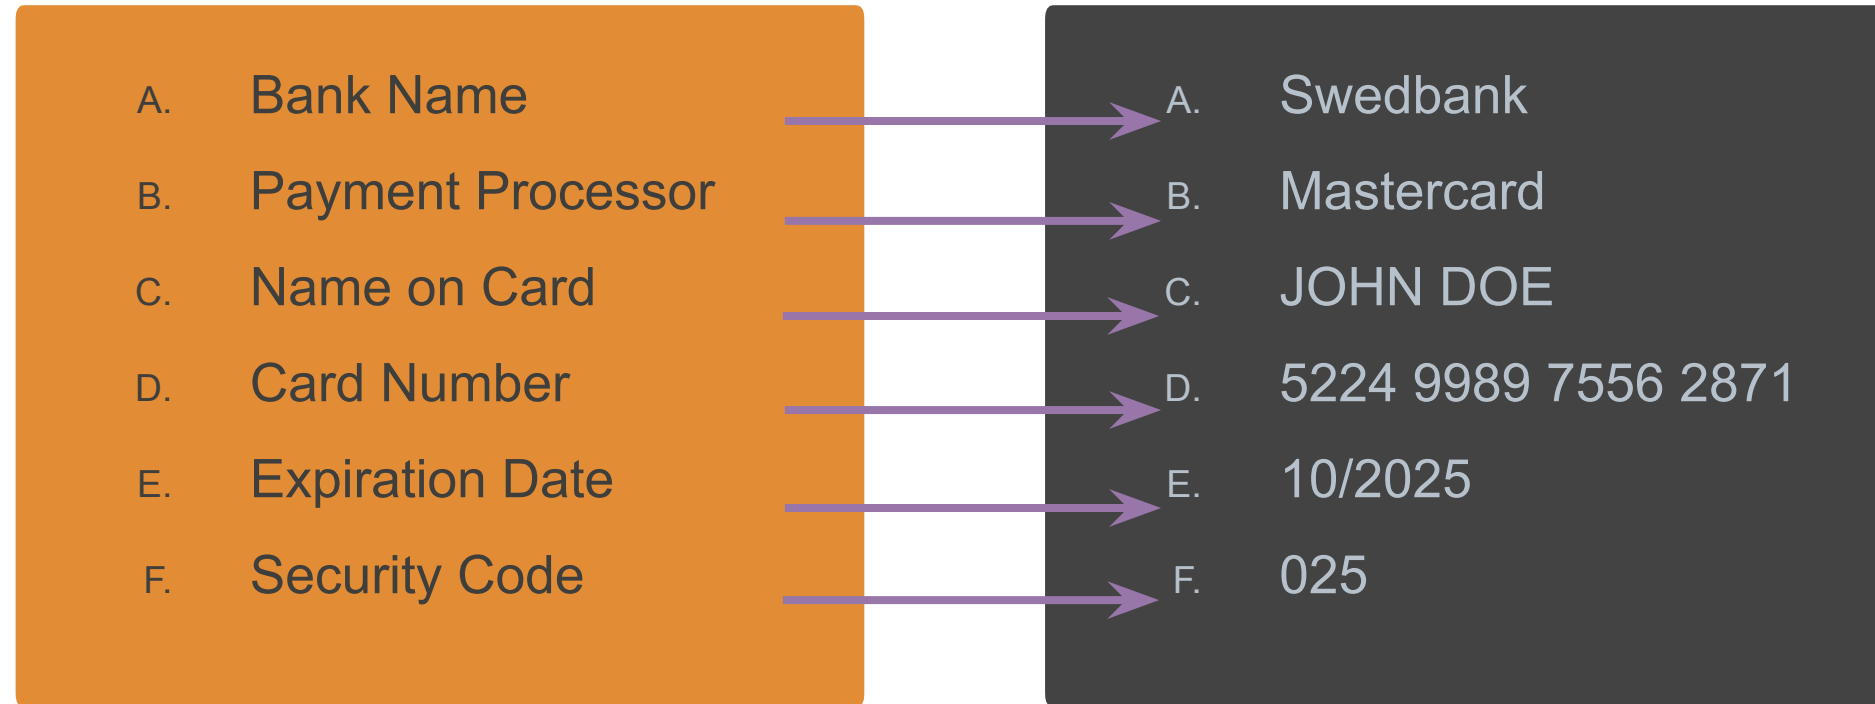 A. Bank Name
B. Payment Processor
C. Name on Card
D. Card Number
E. Expiration Date
F. Security Code
A. Swedbank
B. Mastercard
C. JOHN DOE
D. 5224 9989 7556 2871
E. 10/2025
F. 025